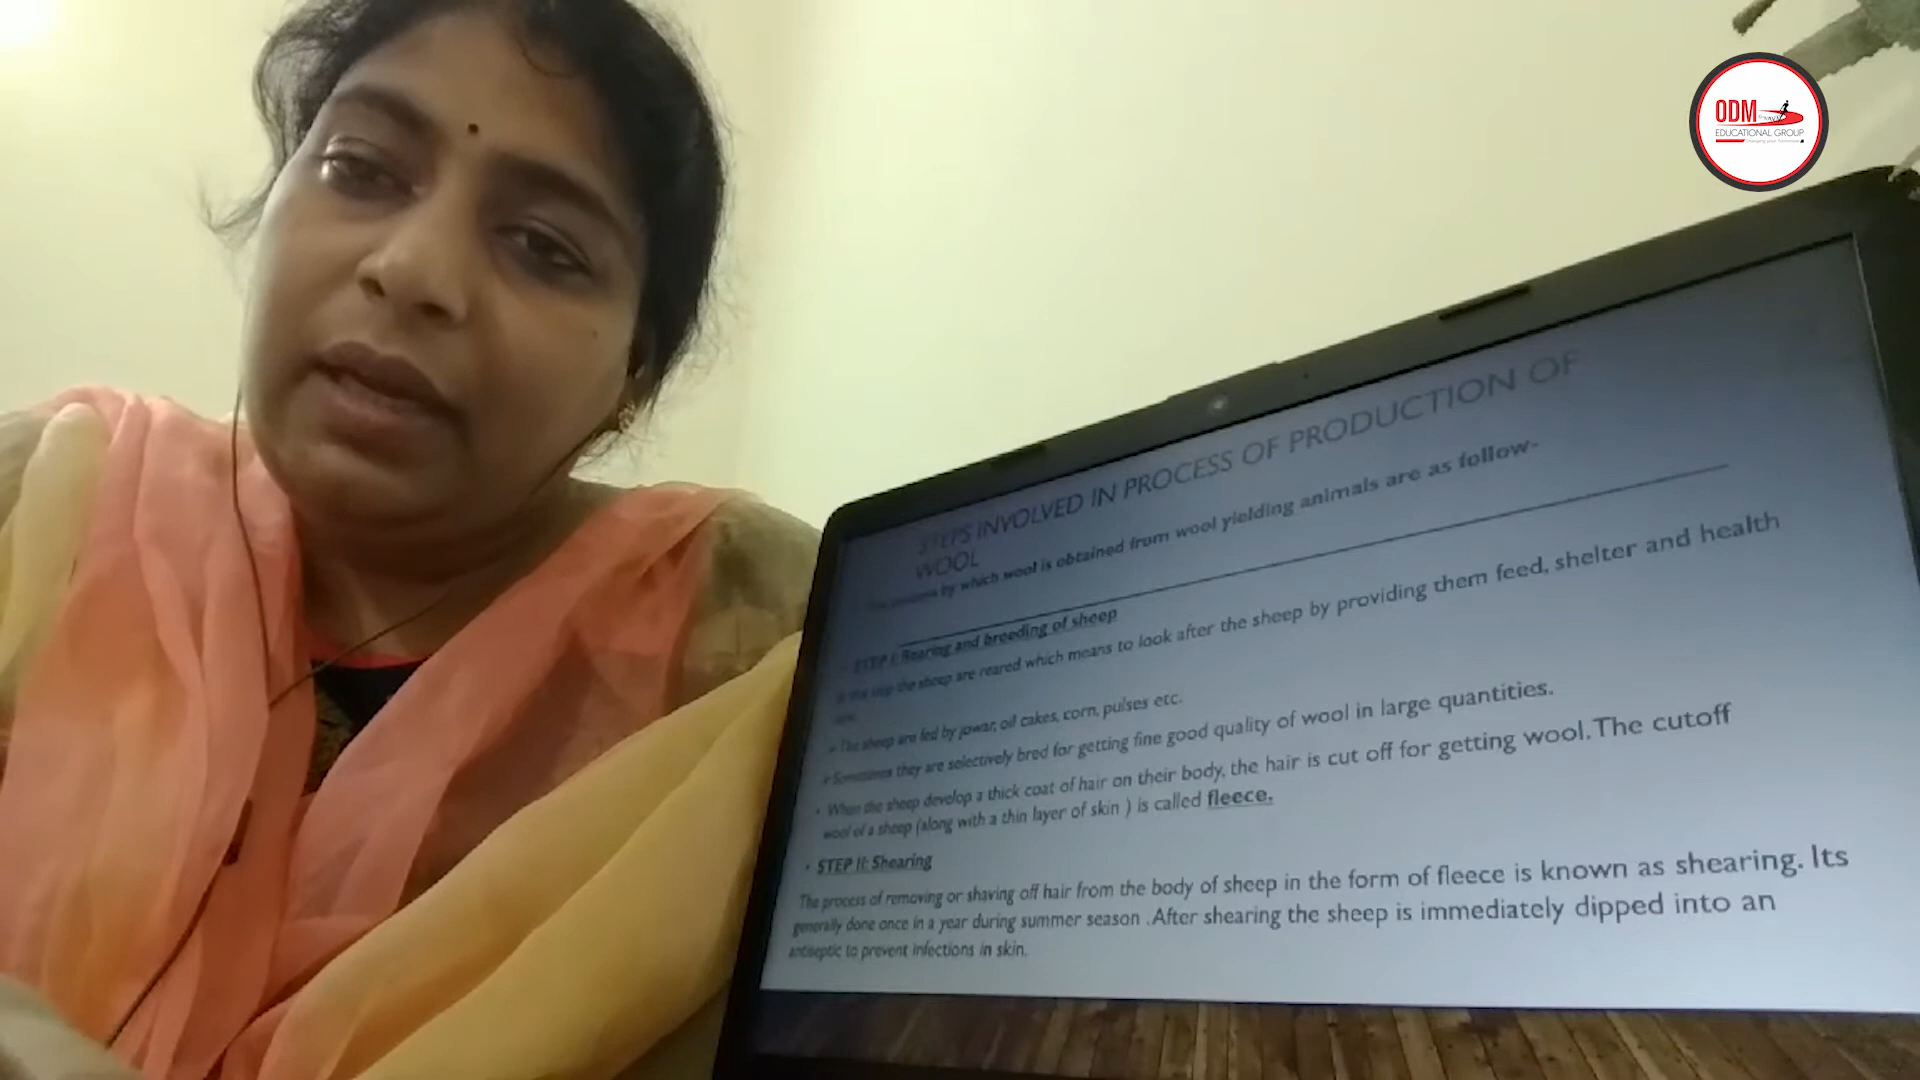 ODM
EDUCATIONAL GROUP
STEPS INVOLVED IN PROCESS OF PRODUCTION OF
WOOL
by which wool is obtained from wool yielding animals are as follow-
STEP I: Rearing and breeding of sheep
In this step the sheep are reared which means to look after the sheep by providing them feed, shelter and health
The sheep are fed by jowar, oil cakes, corn, pulses etc.
Sometimes they are selectively bred for getting fine good quality of wool in large quantities.
• When the sheep develop a thick coat of hair on their body, the hair is cut off for getting wool. The cutoff
wool of a sheep (along with a thin layer of skin ) is called fleece.
• STEP II: Shearing
The process of removing or shaving off hair from the body of sheep in the form of fleece is known as shearing. Its
generally done once in a year during summer season . After shearing the sheep is immediately dipped into an
antiseptic to prevent infections in skin.